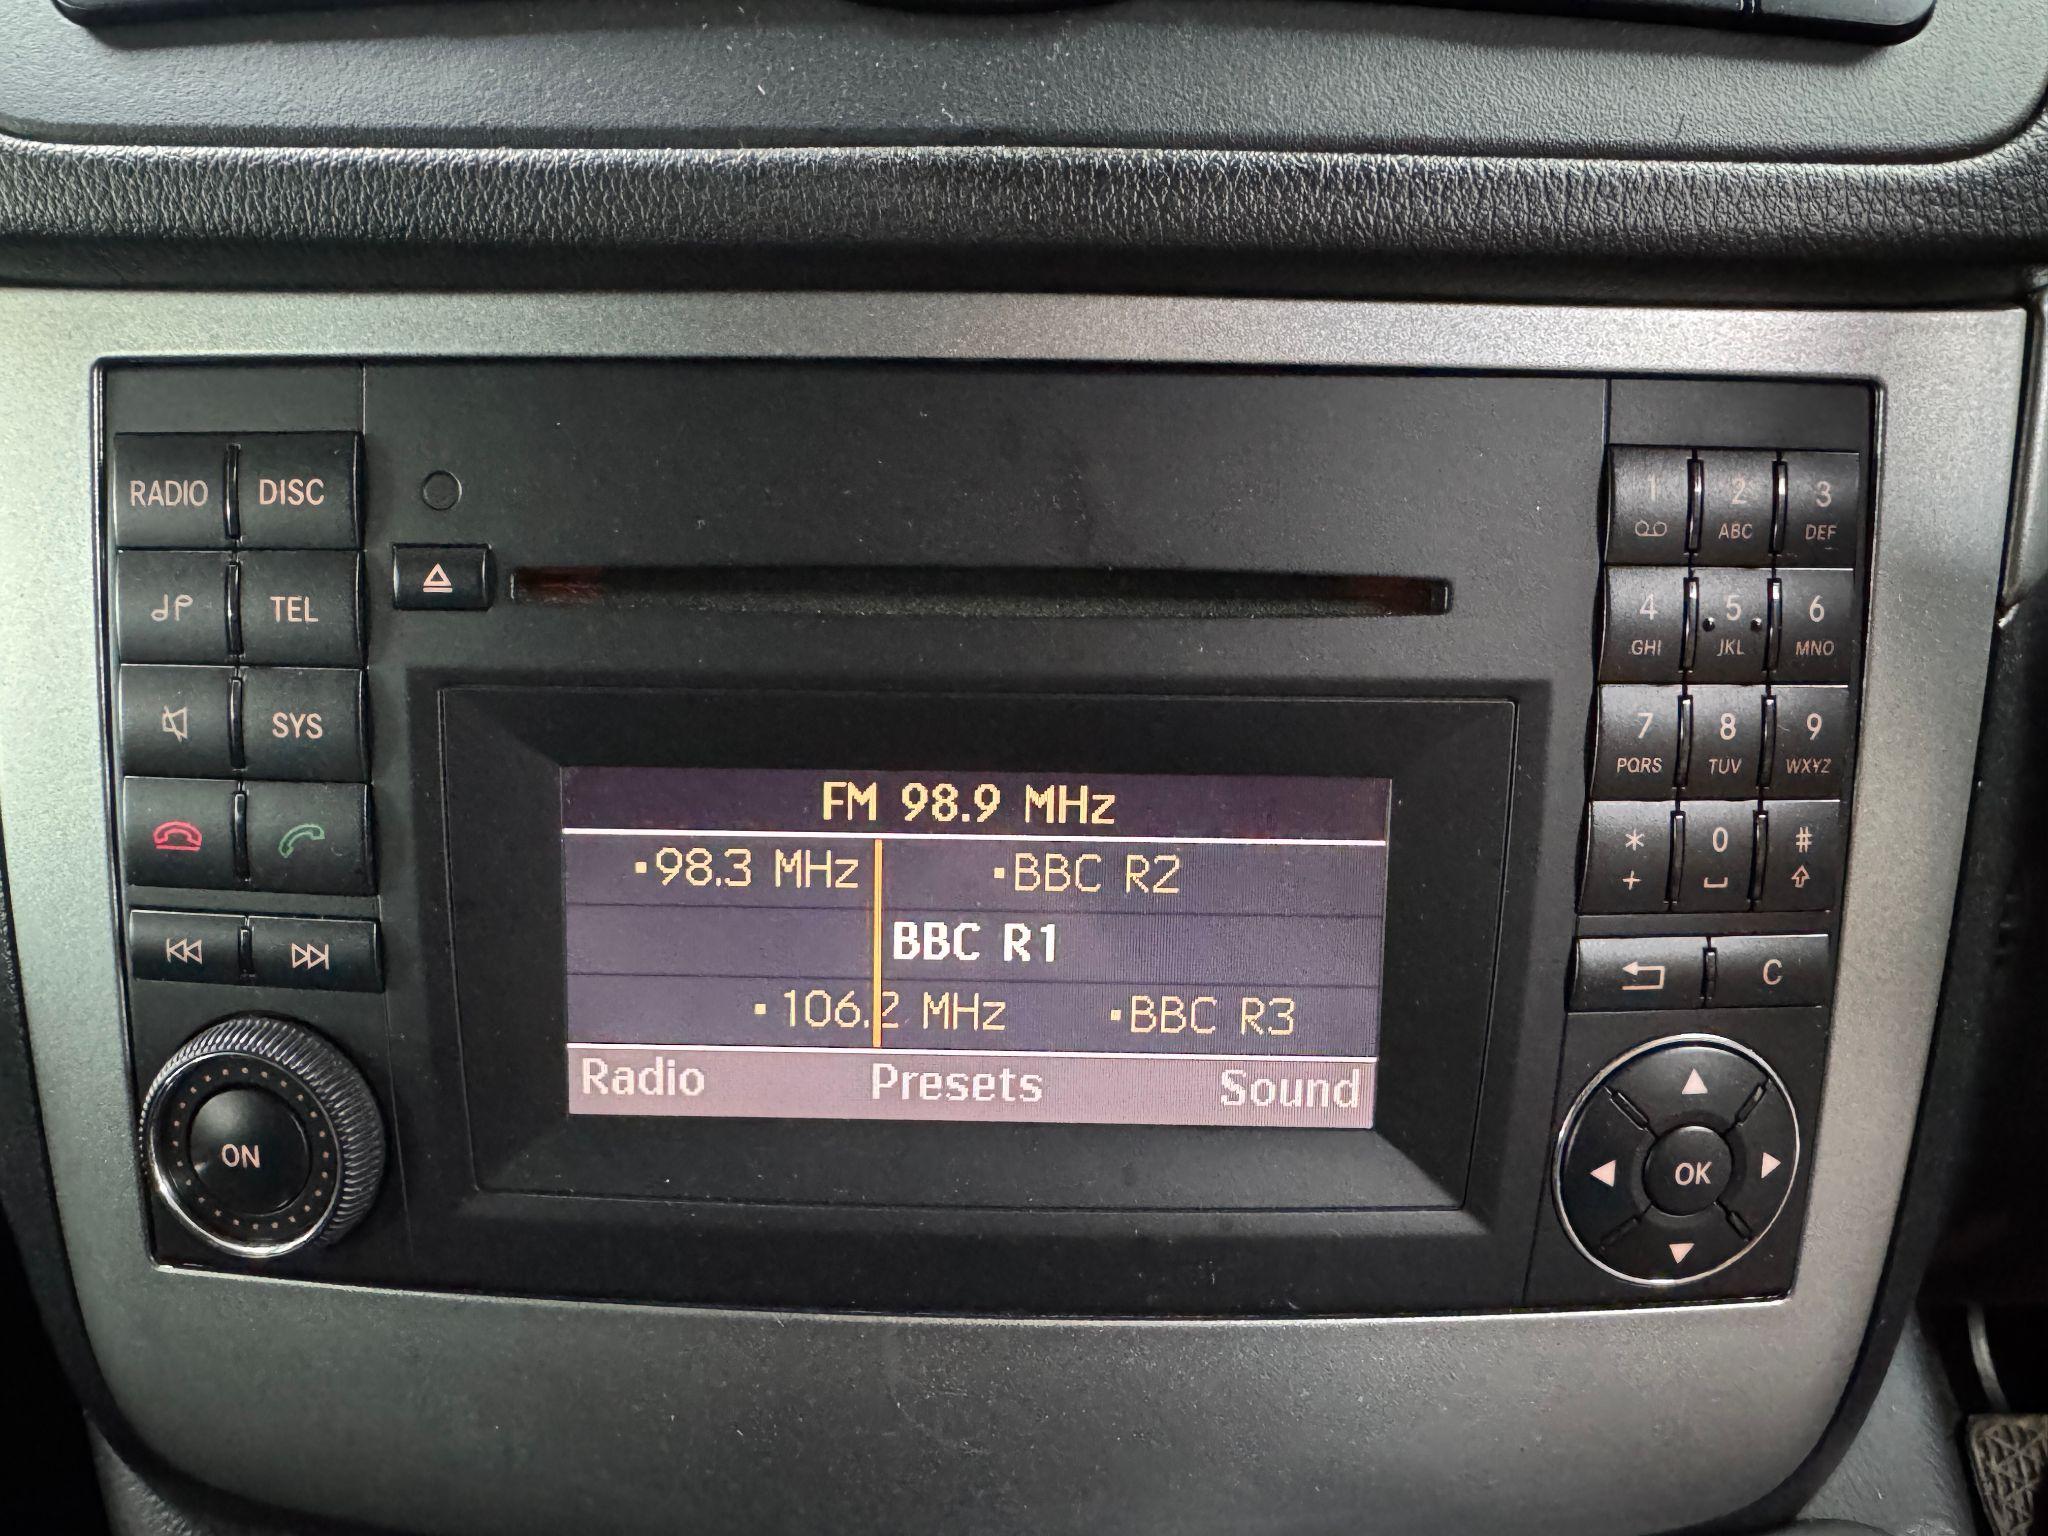 RADIO DISC
TEL
SYS
ON
FM 98.9 MHz
98.3 MHz BBC R2
BBC R1
106.2 MHz BBC R3
Radio Presets Sound
1 2 3
ABC DEF
4 5 6
GHI JKL MNO
7 8 9
PQRS TUV WXYZ
* 0 #
+
C
OK